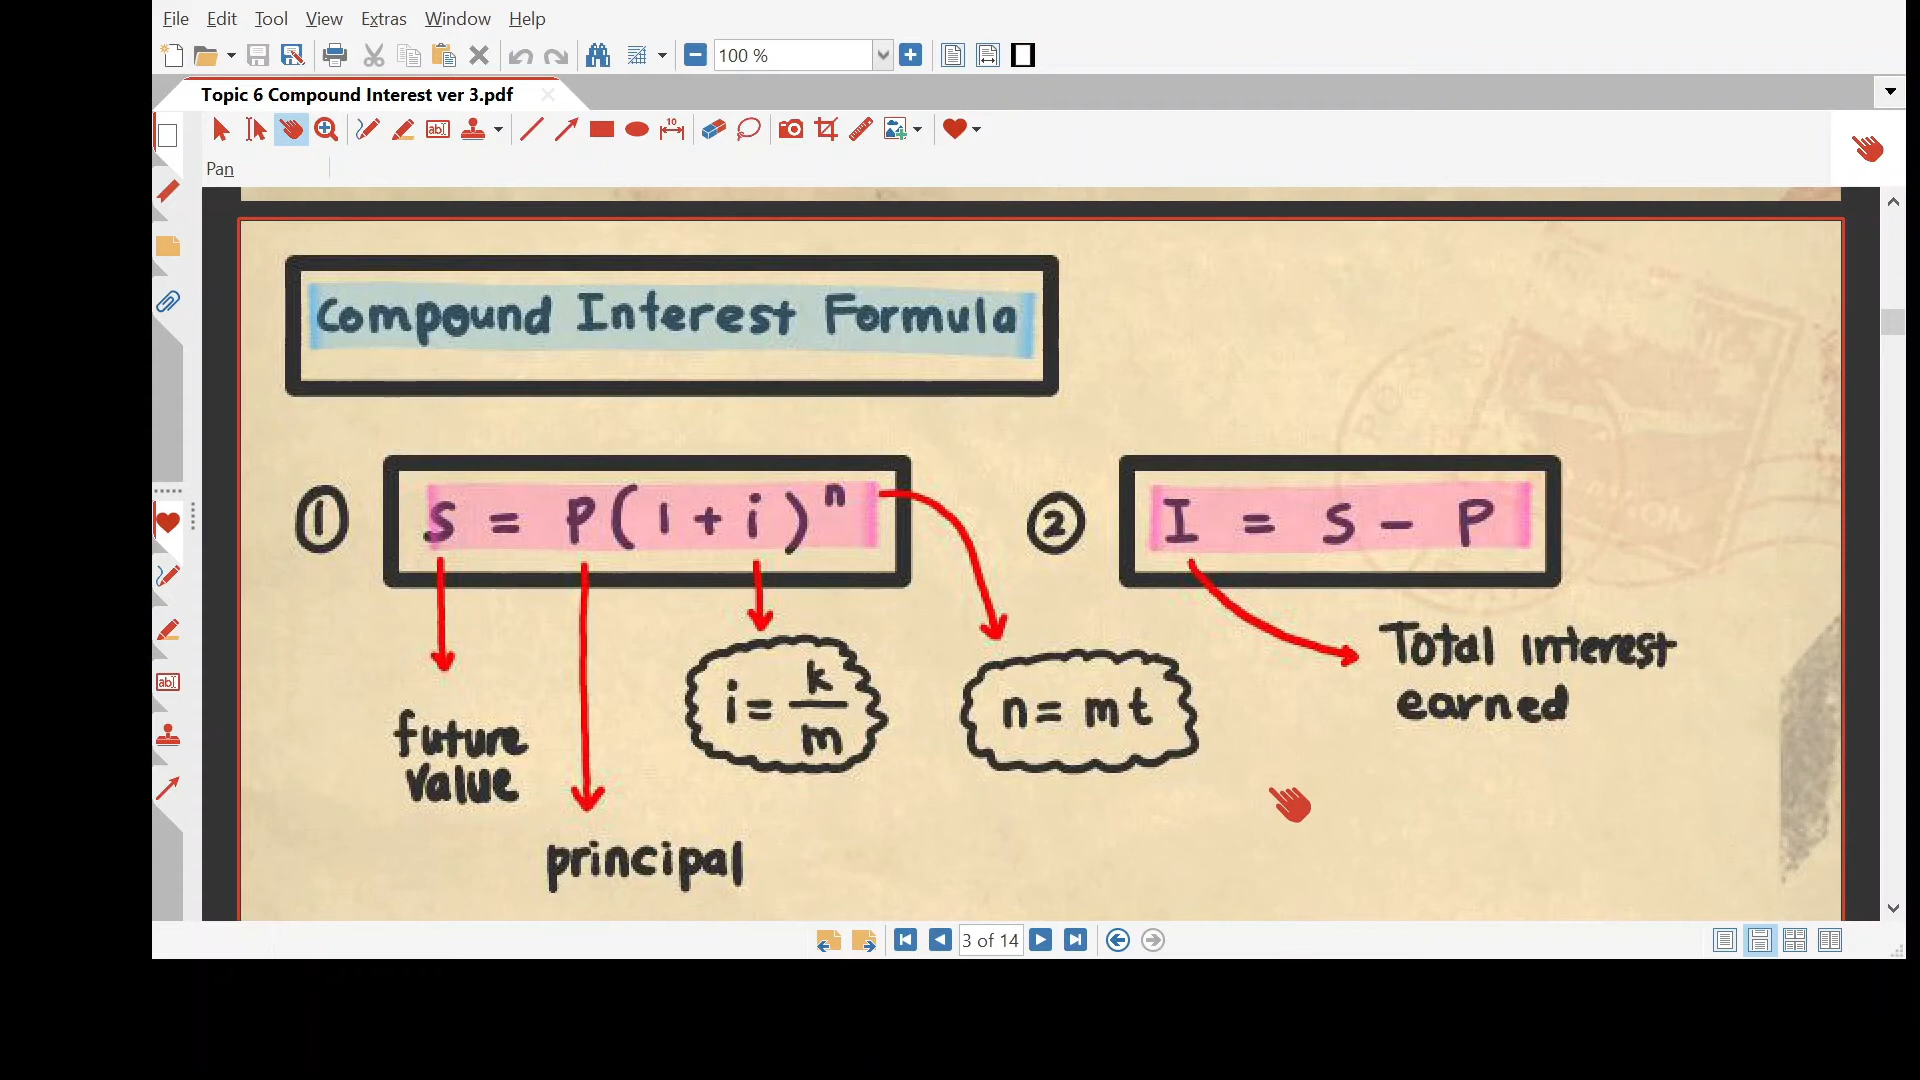 File Edit Tool View Extras Window Help
100 %
Topic 6 Compound Interest ver 3.pdf
Pan
Compound Interest Formula
① S = P(1 + i)^n ② I = S - P
Total interest
earned
i = k/m
n = mt
future
value
principal
3 of 14